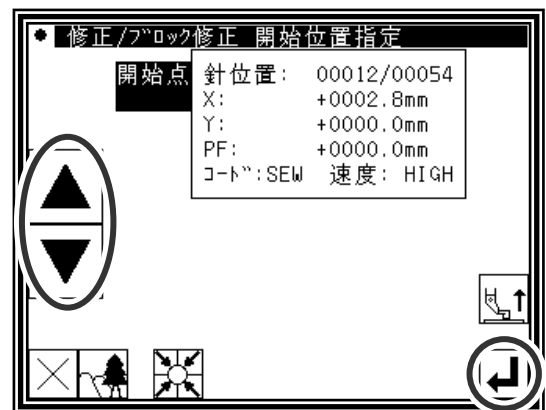 修正/ﾌﾞﾛｯｸ修正 開始位置指定
開始点
針位置: 00012/00054
X: +0002.8mm
Y: +0000.0mm
PF: +0000.0mm
ｺｰﾄﾞ:SEW 速度: HIGH